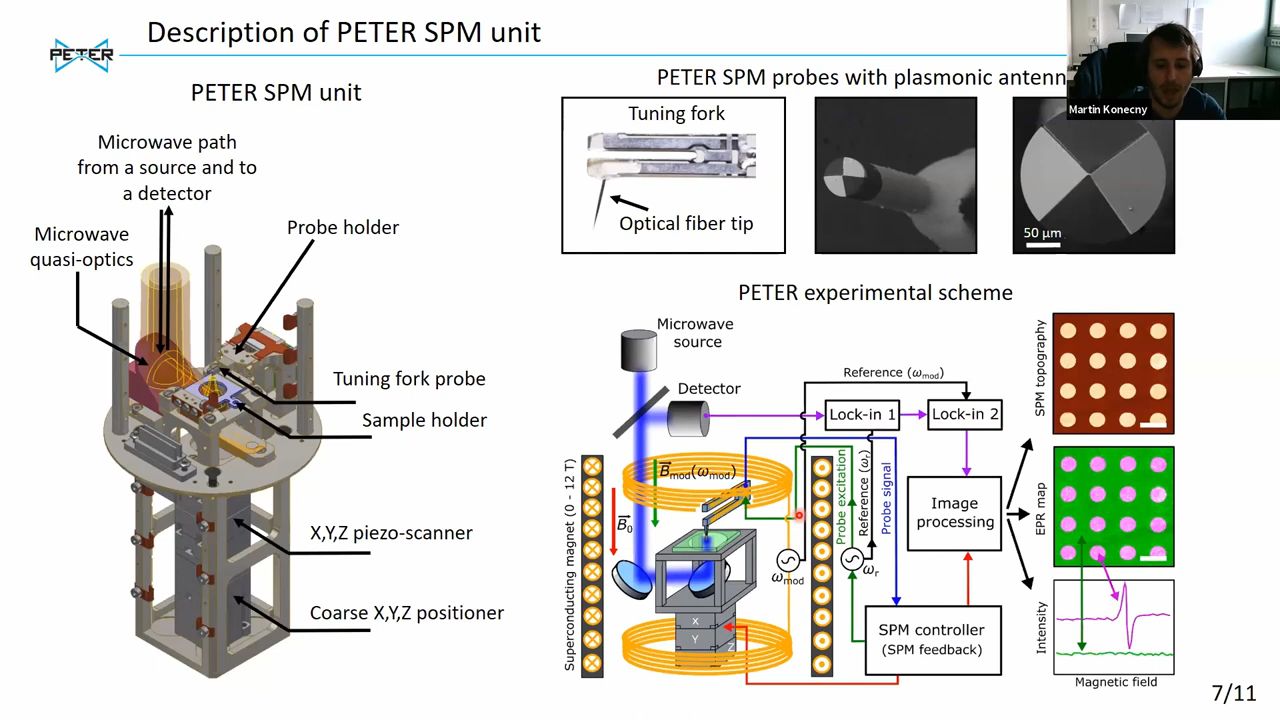 Description of PETER SPM unit
PETER
Martin Konecny
PETER SPM unit
Microwave path
from a source and to
a detector
Microwave
quasi-optics
Probe holder
Tuning fork probe
Sample holder
X,Y,Z piezo-scanner
Coarse X,Y,Z positioner
PETER SPM probes with plasmonic antenn
Tuning fork
Optical fiber tip
50 µm
PETER experimental scheme
Microwave
source
Detector
Reference (ωmod)
Lock-in 1
Lock-in 2
Superconducting magnet (0 - 12 T)
B0
Bmod(ωmod)
ωmod
Probe excitation
Reference (ωr)
ωr
Probe signal
Image
processing
X
Y
Z
SPM controller
(SPM feedback)
SPM topography
EPR map
Intensity
Magnetic field
7/11